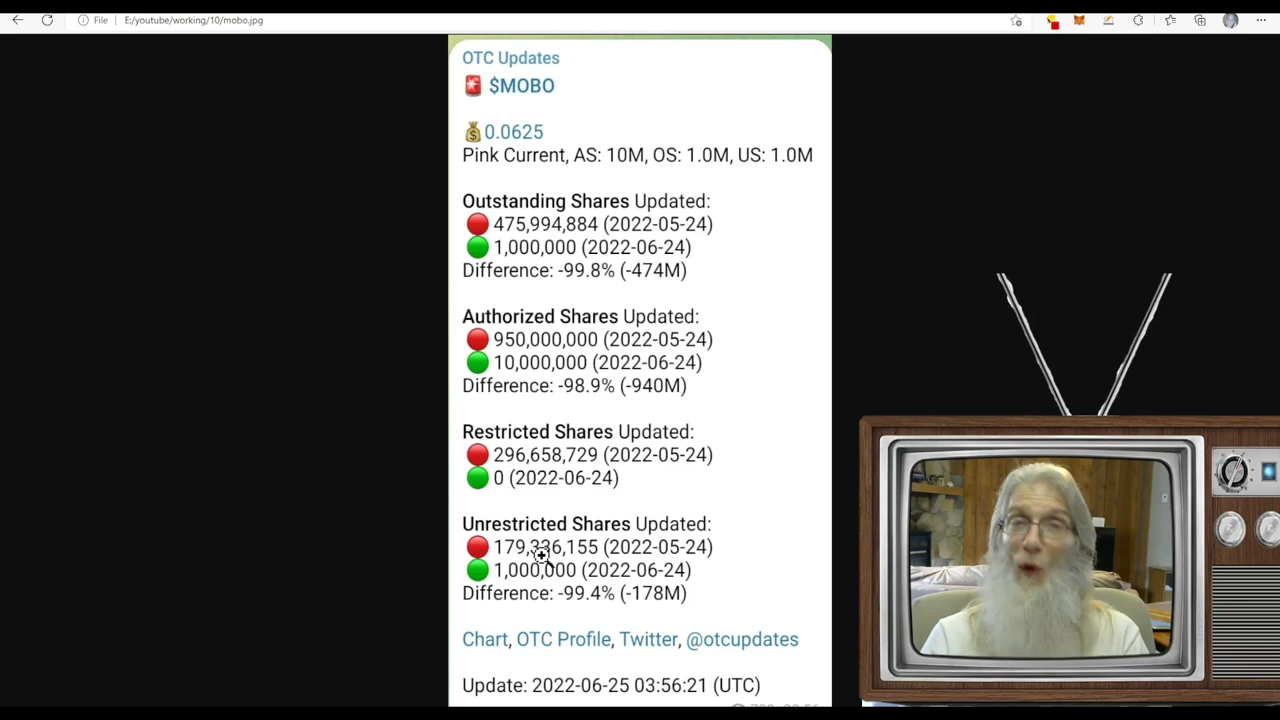 File
E:/youtube/working/10/mobo.jpg
OTC Updates
$MOBO
0.0625
Pink Current, AS: 10M, OS: 1.0M, US: 1.0M
Outstanding Shares Updated:
475,994,884 (2022-05-24)
1,000,000 (2022-06-24)
Difference: -99.8% (-474M)
Authorized Shares Updated:
950,000,000 (2022-05-24)
10,000,000 (2022-06-24)
Difference: -98.9% (-940M)
Restricted Shares Updated:
296,658,729 (2022-05-24)
0 (2022-06-24)
Unrestricted Shares Updated:
179,336,155 (2022-05-24)
1,000,000 (2022-06-24)
Difference: -99.4% (-178M)
Chart, OTC Profile, Twitter, @otcupdates
Update: 2022-06-25 03:56:21 (UTC)